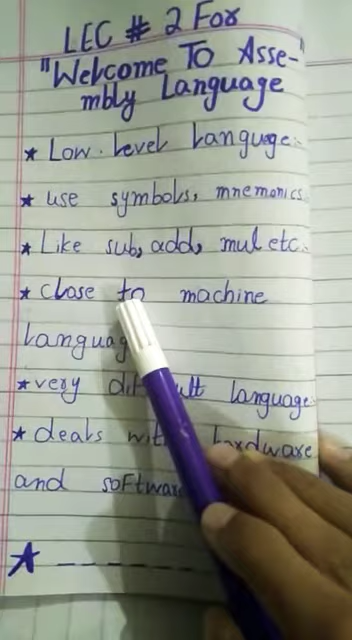 LEC # 2 For
"Welcome To Asse-"
mbly Language
* Low. Level Language.
* use symbols, mnemonics
* Like sub, add, mul etc.
* close to machine
* very language
* deals hardware
and
* _ _ _ _ _